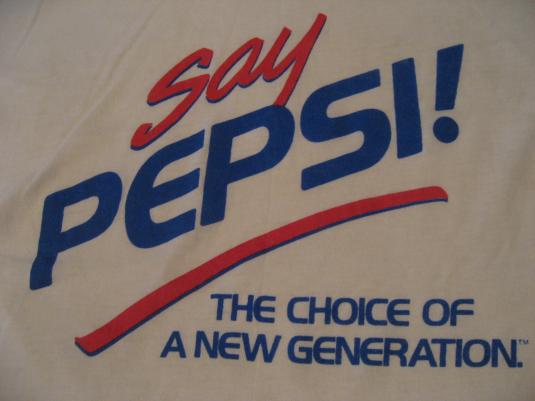 Say
PEPSI!
THE CHOICE OF
A NEW GENERATION.™